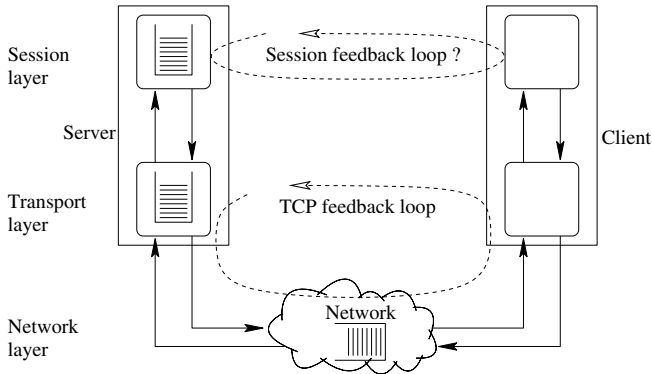 Session
layer
Session feedback loop ?
Server
Client
Transport
layer
TCP feedback loop
Network
Network
layer